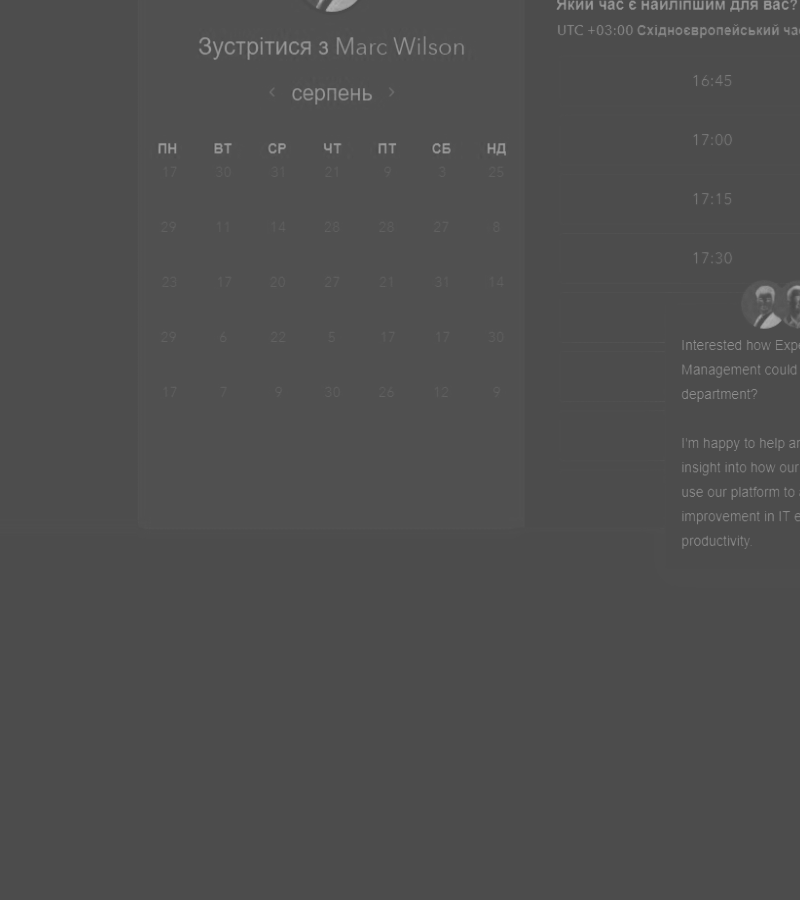 Зустрітися з Marc Wilson
‹ серпень ›
ПН ВТ СР ЧТ ПТ СБ НД
17 30 31 21 9 3 25
29 11 14 28 28 27 8
23 17 20 27 21 31 14
29 6 22 5 17 17 30
17 7 9 30 26 12 9
Який час є найліпшим для вас?
UTC +03:00 Східноєвропейський
16:45
17:00
17:15
17:30
Interested how
Management could
department?
I'm happy to help
insight into how our
use our platform to
improvement in IT
productivity.